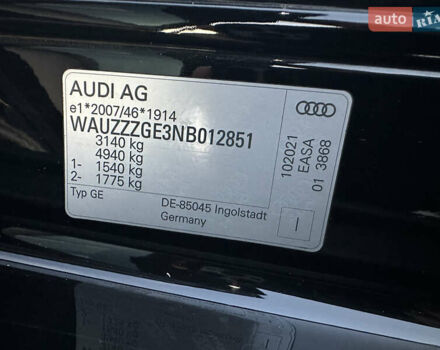 AUTO
RIA
AUDI AG
e1*2007/46*1914
WAUZZZGE3NB012851
3140 kg
4940 kg
1- 1540 kg
2- 1775 kg
Typ GE
DE-85045 Ingolstadt
Germany
102021
EASA
01 3868
I